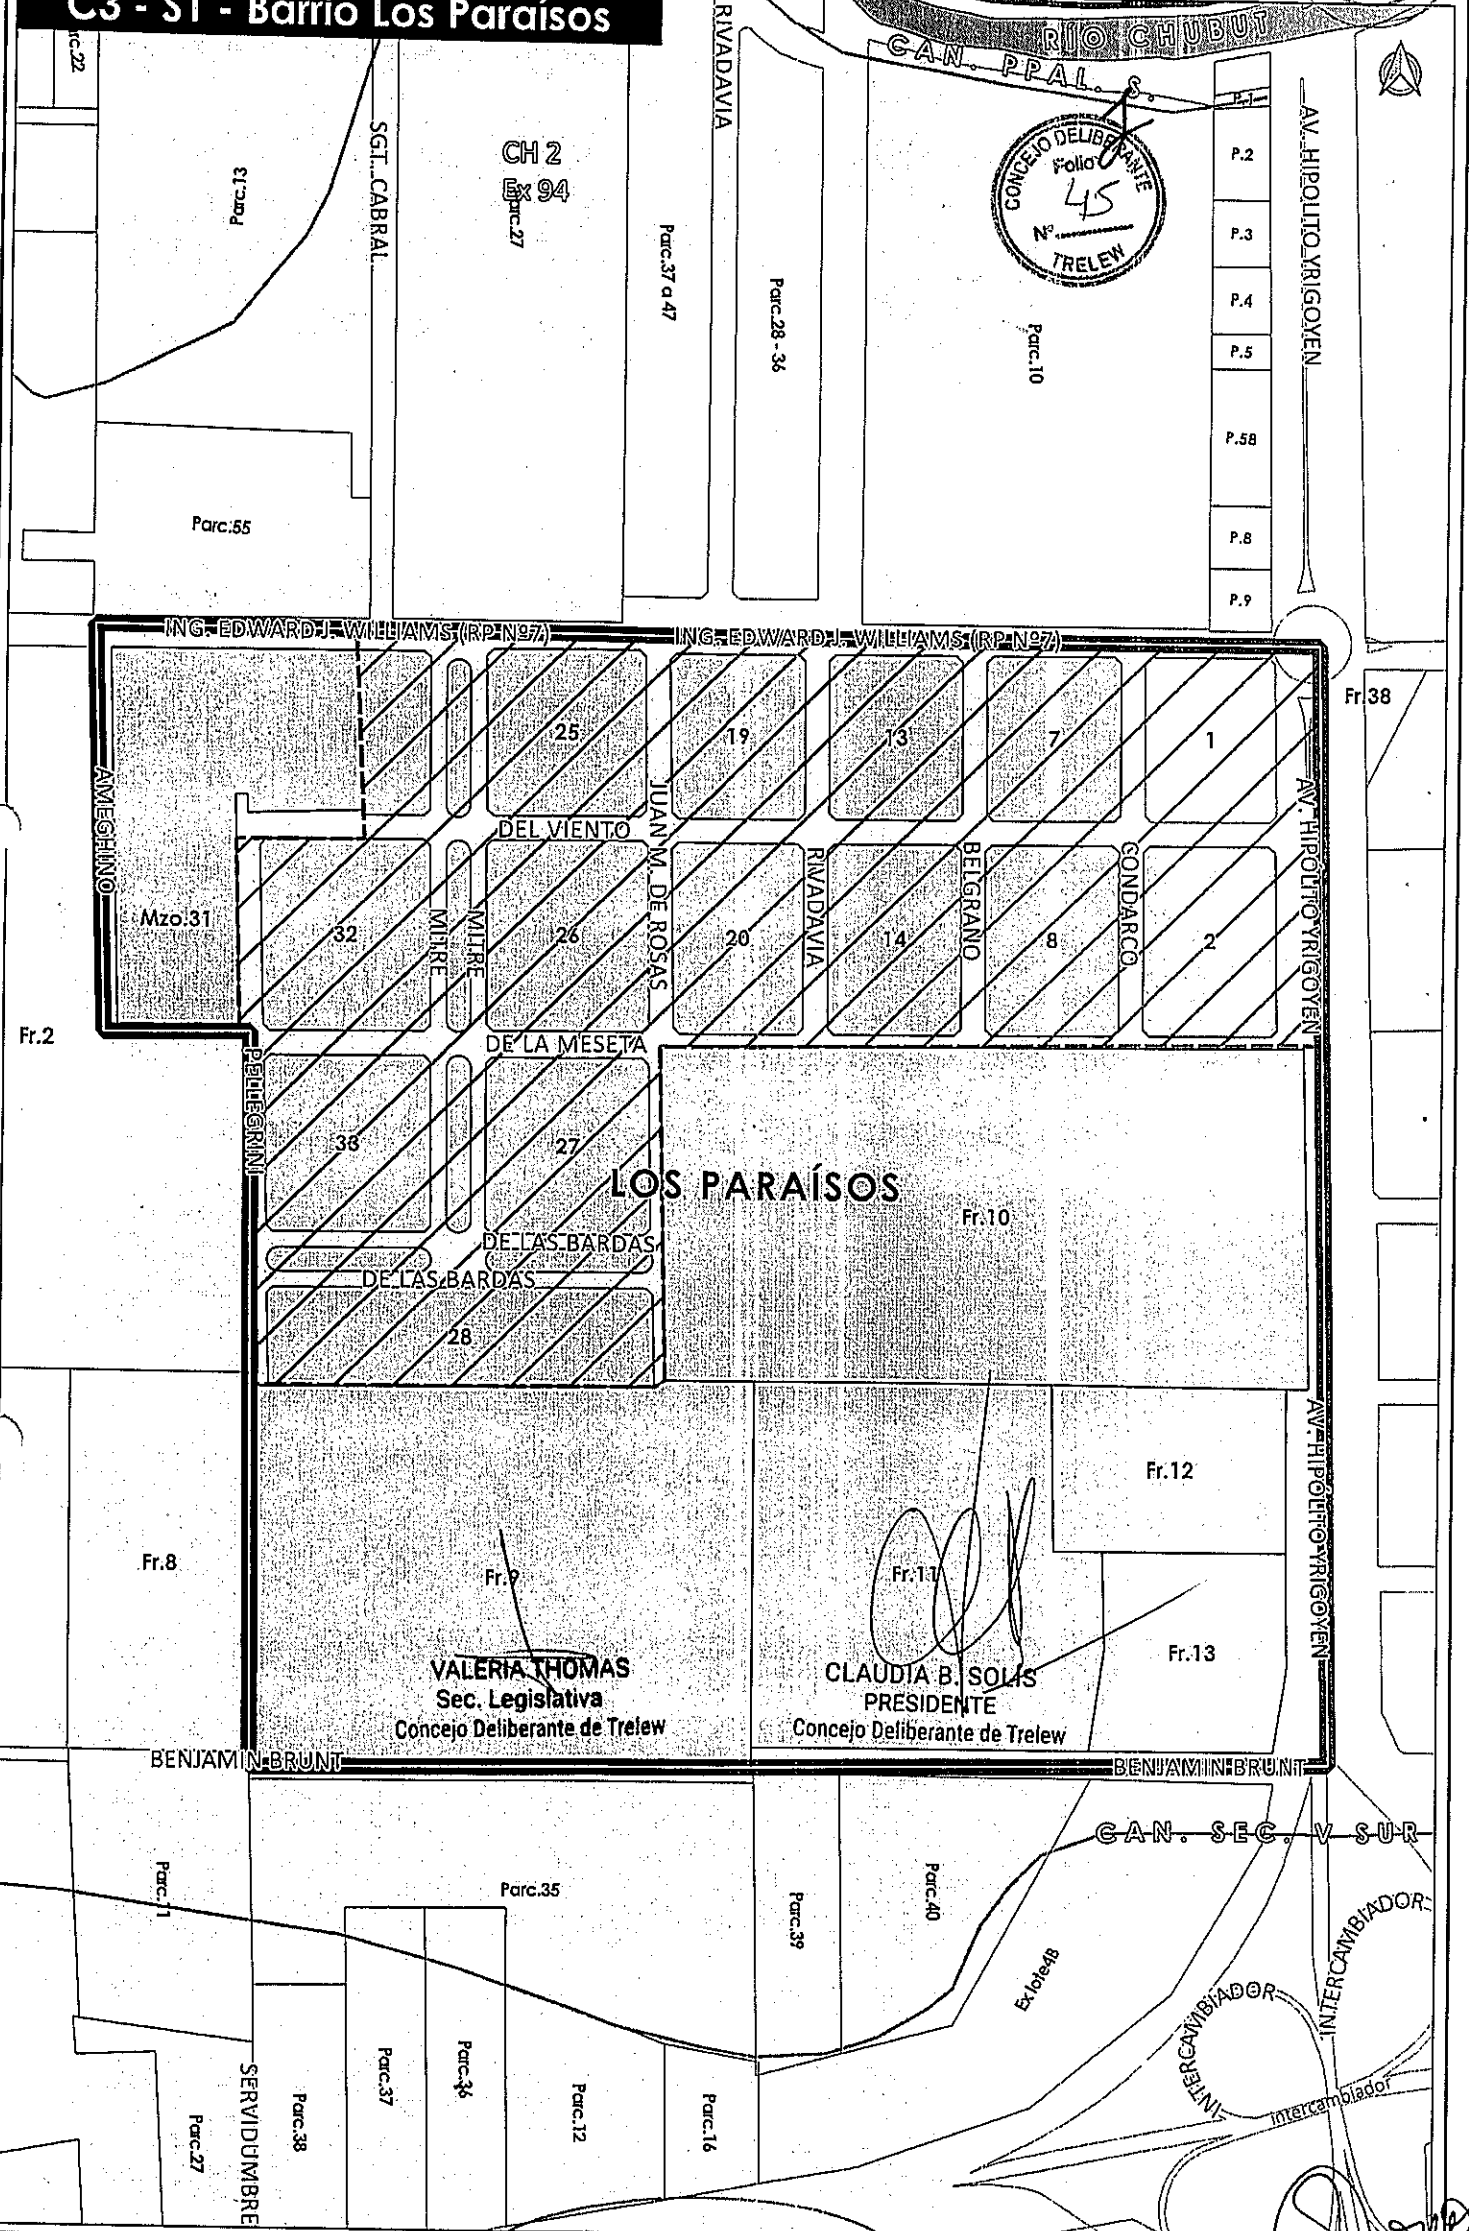 C3 - S1 - Barrio Los Paraísos
RÍO CHUBUT
CAN. PPAL. S.
rc.22
RIVADAVIA
P.1
AV. HIPOLITO YRIGOYEN
SGT. CABRAL
CH 2
Ex 94
Parc.27
Parc.13
CONCEJO DELIBERANTE
Folio
45
Nº
TRELEW
P.2
P.3
Parc.37 a 47
Parc.28 - 36
P.4
Parc.10
P.5
P.58
Parc.55
P.8
P.9
ING. EDWARD J. WILLIAMS (RP Nº7)
ING. EDWARD J. WILLIAMS (RP Nº7)
Fr.38
25
19
13
7
1
AMEGHINO
JUAN M. DE ROSAS
AV. HIPOLITO YRIGOYEN
DEL VIENTO
RIVADAVIA
BELGRANO
CONDARCO
Mzo.31
32
MITRE
MITRE
26
20
14
8
2
Fr.2
DE LA MESETA
PELLEGRINI
33
27
LOS PARAÍSOS
Fr.10
DE LAS BARDAS
DE LAS BARDAS
28
Fr.12
AV. HIPOLITO YRIGOYEN
Fr.8
Fr.9
Fr.11
Fr.13
VALERIA THOMAS
Sec. Legislativa
Concejo Deliberante de Trelew
CLAUDIA B. SOLÍS
PRESIDENTE
Concejo Deliberante de Trelew
BENJAMIN BRUNT
BENJAMIN BRUNT
CAN. SEC. V SUR
Parc.11
Parc.35
Parc.39
Parc.40
Ex lote4B
INTERCAMBIADOR
INTERCAMBIADOR
INTERCAMBIADOR
INI
intercambiador
Parc.27
SERVIDUMBRE
Parc.38
Parc.37
Parc.36
Parc.12
Parc.16